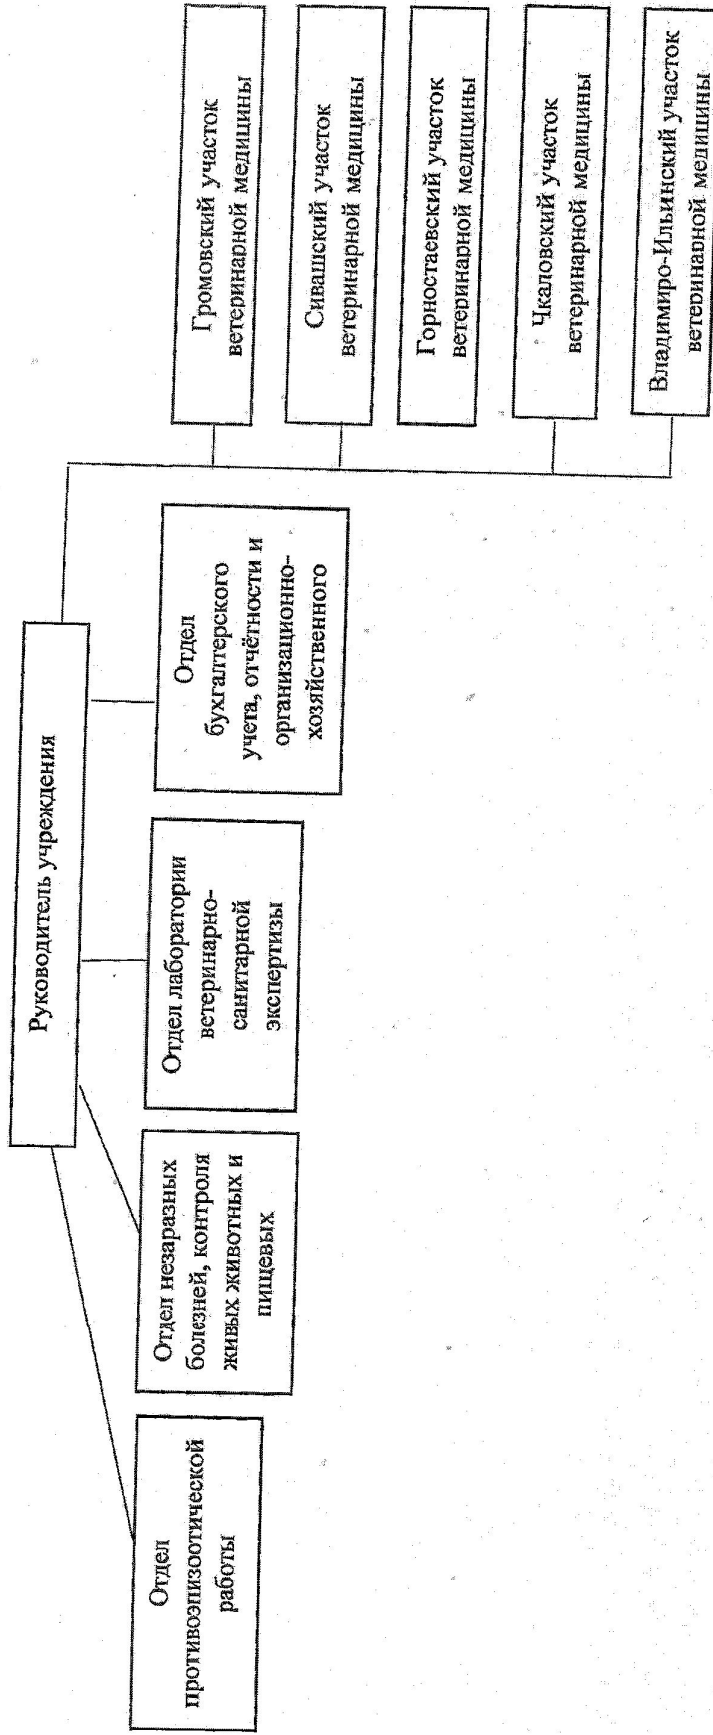 Руководитель учреждения
Отдел
противоэпизоотической
работы
Отдел незаразных
болезней, контроля
живых животных и
пищевых
Отдел лаборатории
ветеринарно-
санитарной
экспертизы
Отдел
бухгалтерского
учета, отчётности и
организационно-
хозяйственного
Громовский участок
ветеринарной медицины
Сивашский участок
ветеринарной медицины
Горностаевский участок
ветеринарной медицины
Чкаловский участок
ветеринарной медицины
Владимиро-Ильинский участок
ветеринарной медицины